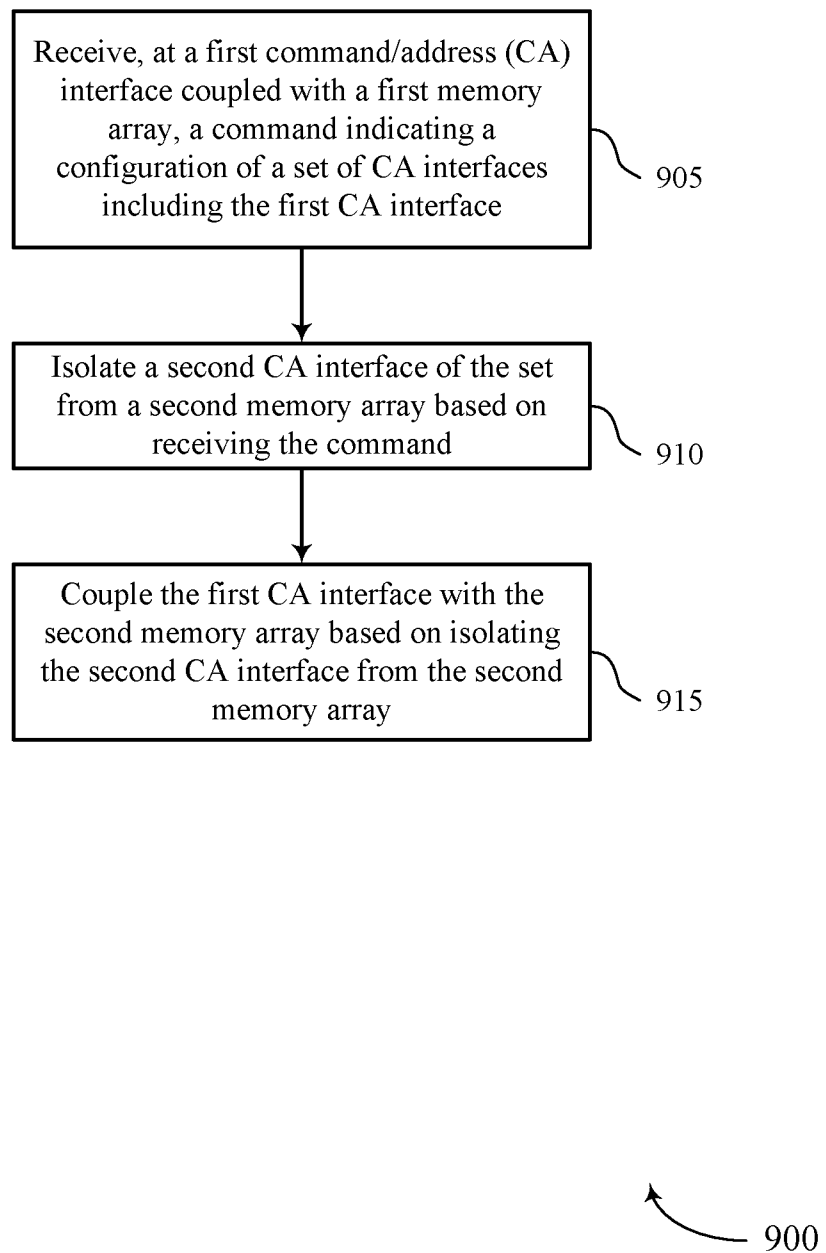 Receive, at a first command/address (CA)
interface coupled with a first memory
array, a command indicating a
configuration of a set of CA interfaces
including the first CA interface
905
Isolate a second CA interface of the set
from a second memory array based on
receiving the command
910
Couple the first CA interface with the
second memory array based on isolating
the second CA interface from the second
memory array
915
900